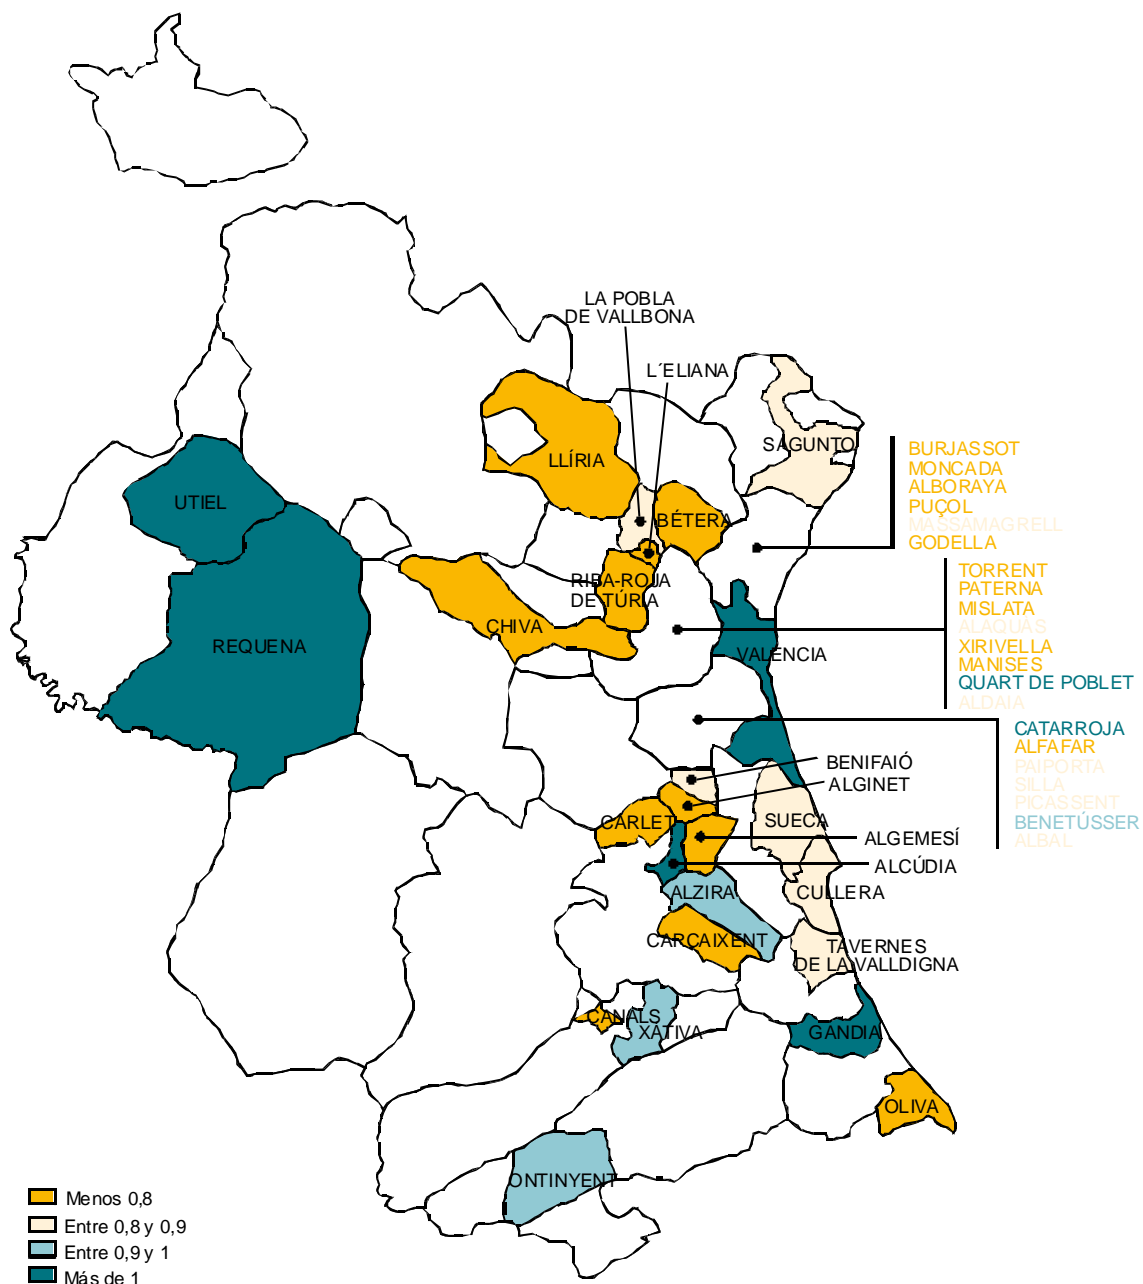 LA POBLA
DE VALLBONA
L´ELIANA
SAGUNTO
LLÍRIA
UTIEL
BÉTERA
BURJASSOT
MONCADA
ALBORAYA
PUÇOL
MASSAMAGRELL
GODELLA
RIBA-ROJA
DE TÚRIA
CHIVA
REQUENA
VALENCIA
TORRENT
PATERNA
MISLATA
ALAQUÀS
XIRIVELLA
MANISES
QUART DE POBLET
ALDAIA
CATARROJA
ALFAFAR
PAIPORTA
SILLA
PICASSENT
BENETÚSSER
ALBAL
BENIFAIÓ
ALGINET
CARLET
SUECA
ALGEMESÍ
ALCÚDIA
ALZIRA
CULLERA
CARCAIXENT
TAVERNES
DE LA VALLDIGNA
CANALS
XÀTIVA
GANDIA
OLIVA
ONTINYENT
Menos 0,8
Entre 0,8 y 0,9
Entre 0,9 y 1
Más de 1